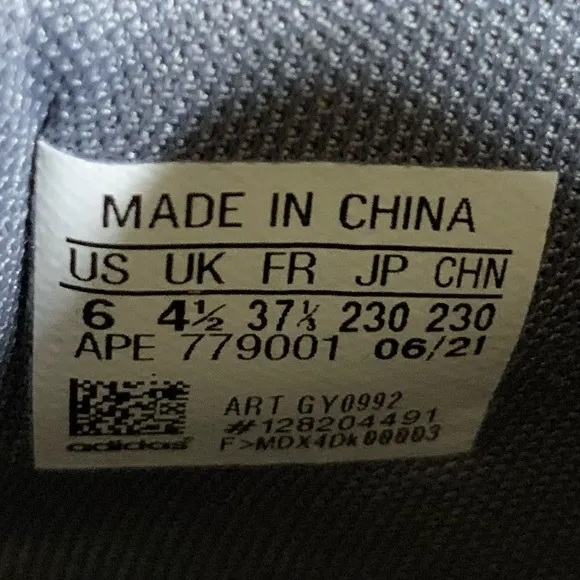 MADE IN CHINA
US UK FR JP CHN
6 4½ 37⅓ 230 230
APE 779001 06/21
ART GY0992
#128204491
adidas F>MDX4Dk00003